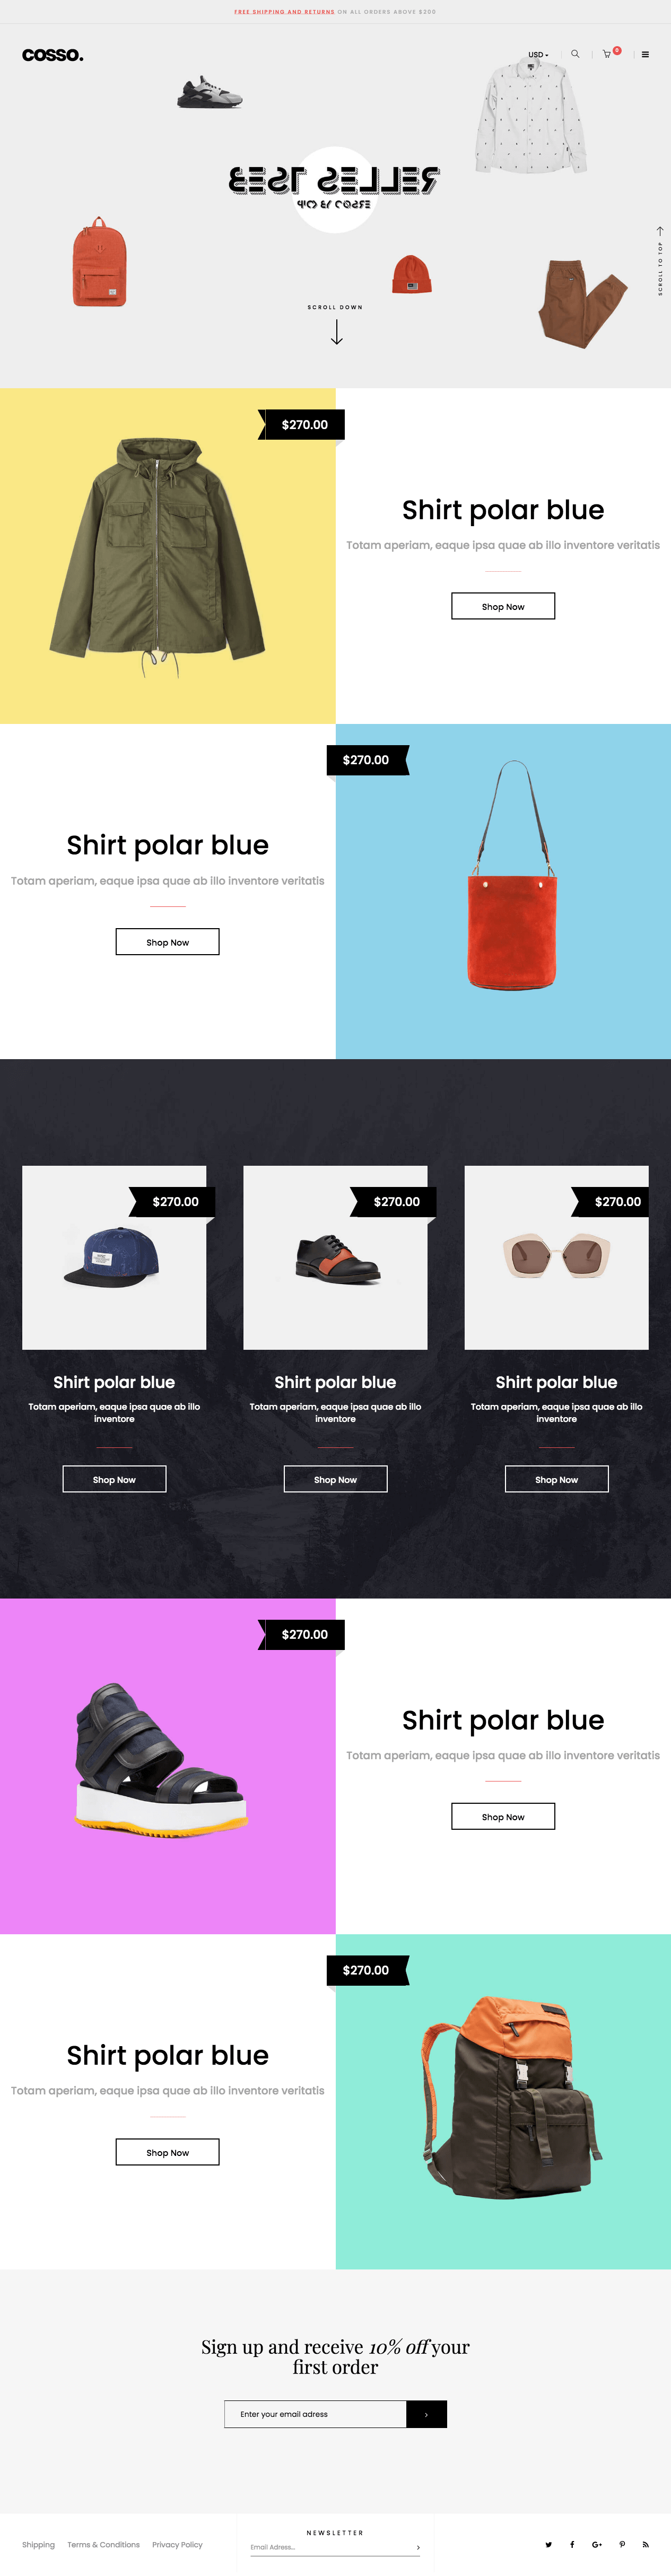 FREE SHIPPING AND RETURNS ON ALL ORDERS ABOVE $200
COSSO.
USD
0
BEST SELLER
SCROLL TO TOP
SCROLL DOWN
$270.00
Shirt polar blue
Totam aperiam, eaque ipsa quae ab illo inventore veritatis
Shop Now
$270.00
Shirt polar blue
Totam aperiam, eaque ipsa quae ab illo inventore veritatis
Shop Now
$270.00
$270.00
$270.00
Shirt polar blue
Shirt polar blue
Shirt polar blue
Totam aperiam, eaque ipsa quae ab illo
inventore
Totam aperiam, eaque ipsa quae ab illo
inventore
Totam aperiam, eaque ipsa quae ab illo
inventore
Shop Now
Shop Now
Shop Now
$270.00
Shirt polar blue
Totam aperiam, eaque ipsa quae ab illo inventore veritatis
Shop Now
$270.00
Shirt polar blue
Totam aperiam, eaque ipsa quae ab illo inventore veritatis
Shop Now
Sign up and receive 10% off your
first order
Enter your email adress
›
Shipping
Terms & Conditions
Privacy Policy
NEWSLETTER
Email Adress...
›
G+